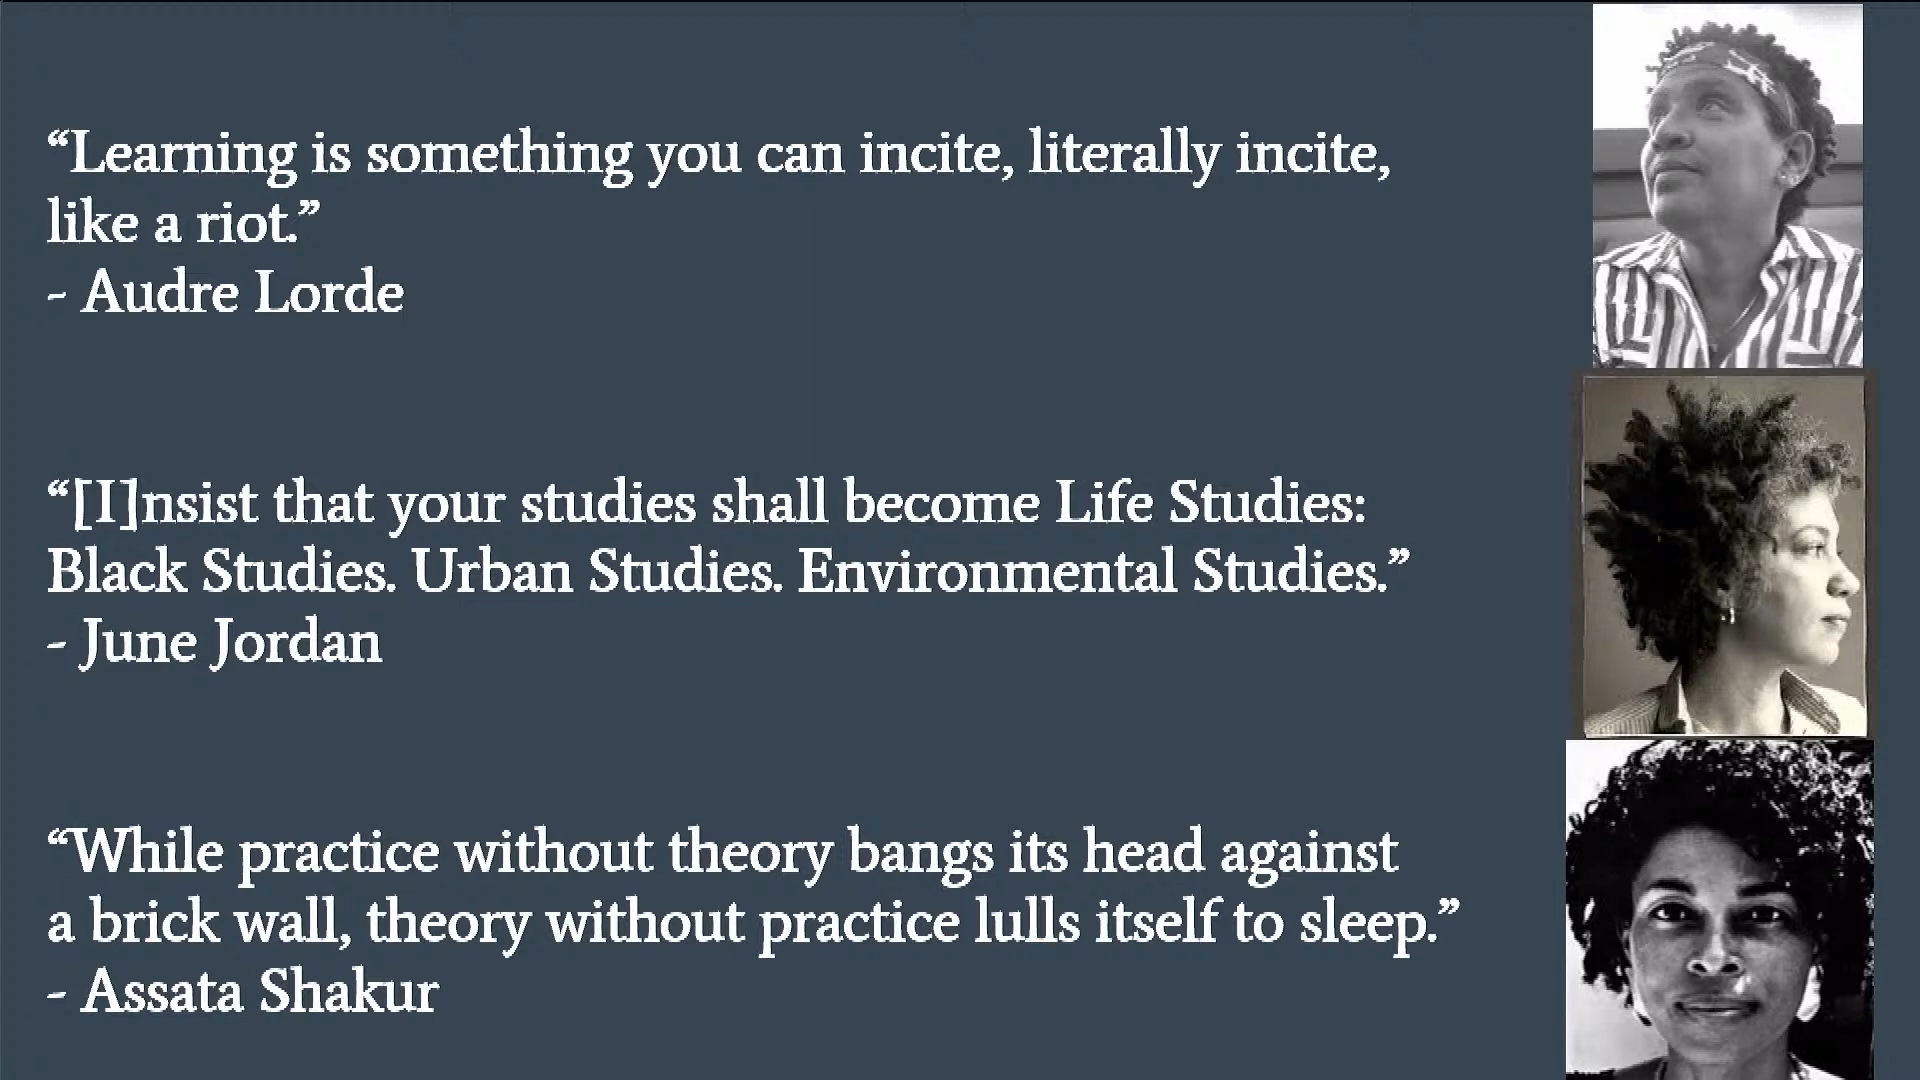 “Learning is something you can incite, literally incite,
like a riot.”
- Audre Lorde
“[I]nsist that your studies shall become Life Studies:
Black Studies. Urban Studies. Environmental Studies.”
- June Jordan
“While practice without theory bangs its head against
a brick wall, theory without practice lulls itself to sleep.”
- Assata Shakur